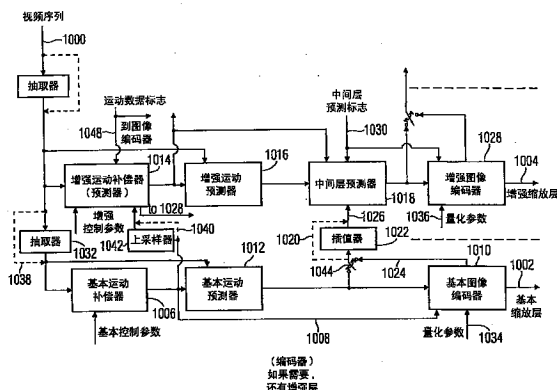 视频序列
1000
抽取器
运动数据标志
1048
到图像
编码器
1014
增强运动补偿器
(预测器)
1016
增强运动
预测器
中间层
预测标志
1030
中间层预测器
1018
1028
增强图像
编码器
1004
增强缩放层
1036
量化参数
增强
控制参数
to 1028
1040
1042
上采样器
1026
1020
插值器
1022
抽取器
1032
1038
1012
基本运动
补偿器
1006
基本运动
预测器
1044
1024
1010
基本图像
编码器
1002
基本
缩放层
1008
基本控制参数
量化参数
1034
(编码器)
如果需要,
还有增强层